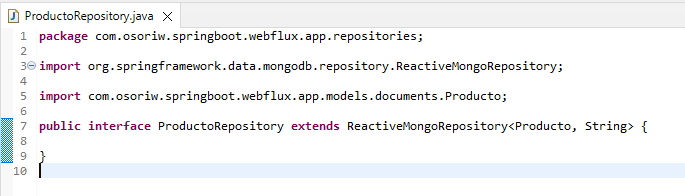 ProductoRepository.java
1 package com.osoriw.springboot.webflux.app.repositories;
2
3 import org.springframework.data.mongodb.repository.ReactiveMongoRepository;
4
5 import com.osoriw.springboot.webflux.app.models.documents.Producto;
6
7 public interface ProductoRepository extends ReactiveMongoRepository<Producto, String> {
8
9 }
10